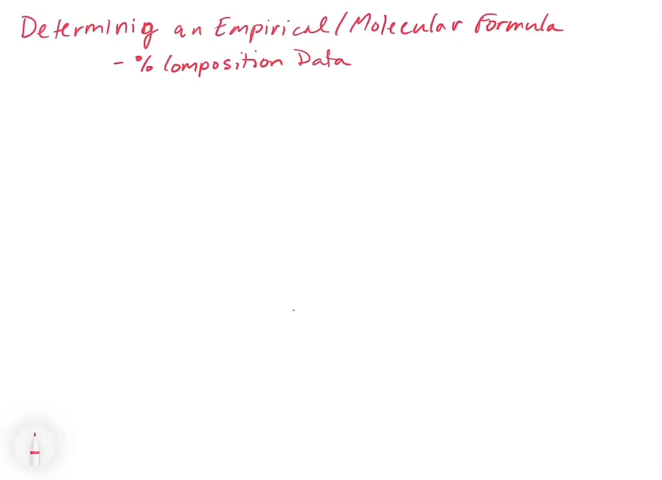 Determinig an Empirical/Molecular Formula
- % Composition Data